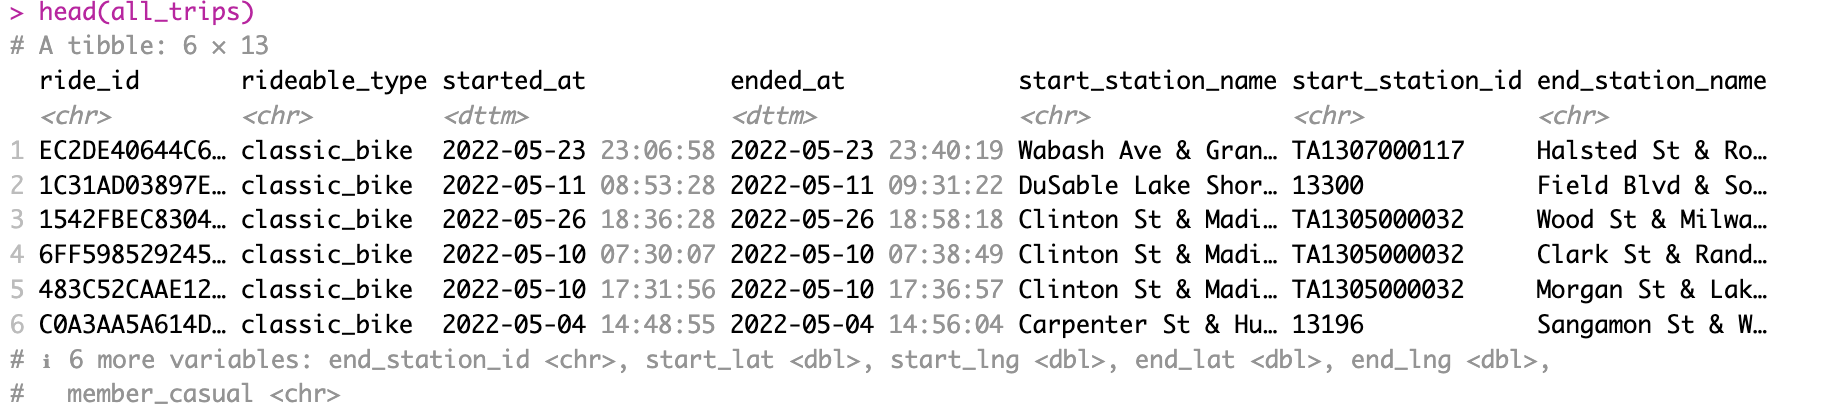 > head(all_trips)
# A tibble: 6 × 13
  ride_id       rideable_type started_at          ended_at            start_station_name start_station_id end_station_name
  <chr>         <chr>         <dttm>              <dttm>              <chr>              <chr>            <chr>
1 EC2DE40644C6… classic_bike  2022-05-23 23:06:58 2022-05-23 23:40:19 Wabash Ave & Gran… TA1307000117     Halsted St & Ro…
2 1C31AD03897E… classic_bike  2022-05-11 08:53:28 2022-05-11 09:31:22 DuSable Lake Shor… 13300            Field Blvd & So…
3 1542FBEC8304… classic_bike  2022-05-26 18:36:28 2022-05-26 18:58:18 Clinton St & Madi… TA1305000032     Wood St & Milwa…
4 6FF598529245… classic_bike  2022-05-10 07:30:07 2022-05-10 07:38:49 Clinton St & Madi… TA1305000032     Clark St & Rand…
5 483C52CAAE12… classic_bike  2022-05-10 17:31:56 2022-05-10 17:36:57 Clinton St & Madi… TA1305000032     Morgan St & Lak…
6 C0A3AA5A614D… classic_bike  2022-05-04 14:48:55 2022-05-04 14:56:04 Carpenter St & Hu… 13196            Sangamon St & W…
# ℹ 6 more variables: end_station_id <chr>, start_lat <dbl>, start_lng <dbl>, end_lat <dbl>, end_lng <dbl>,
#   member_casual <chr>